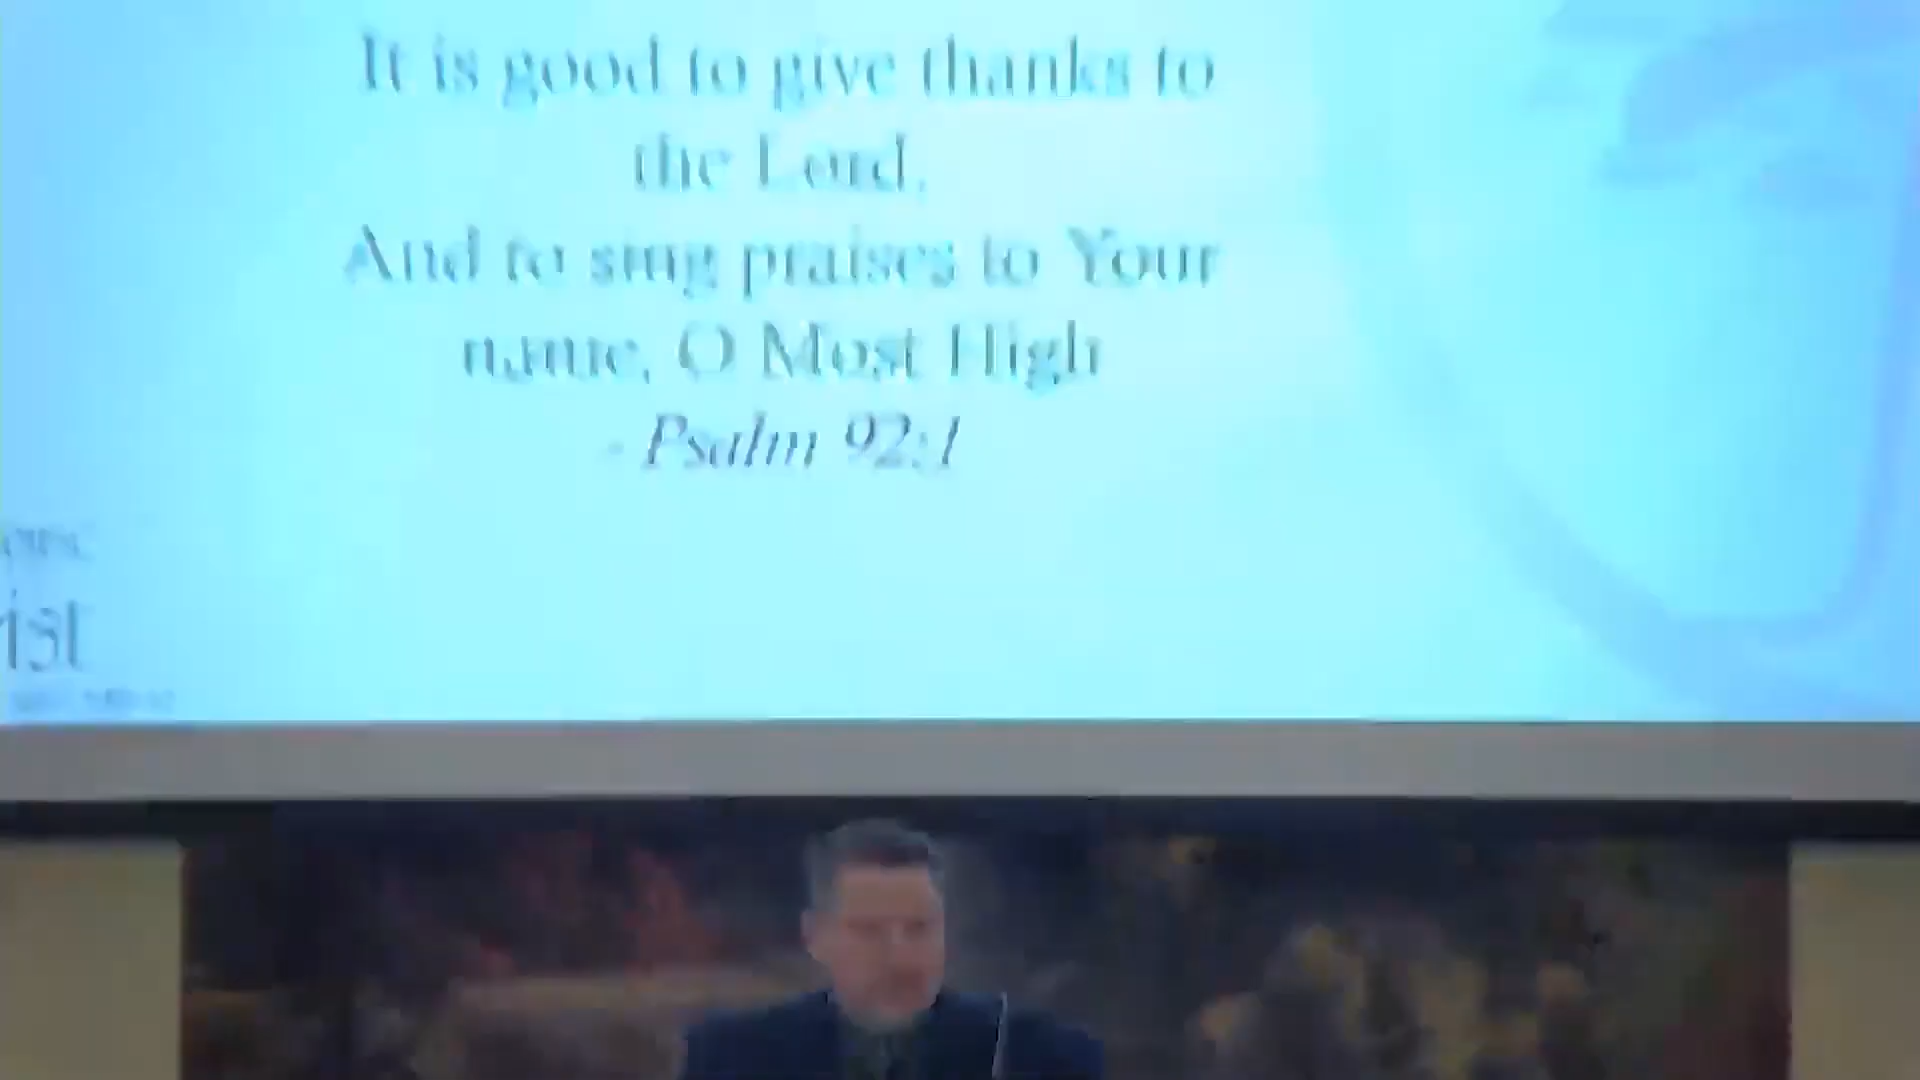 It is good to give thanks to
the Lord,
And to sing praises to Your
name, O Most High
- Psalm 92:1
rist